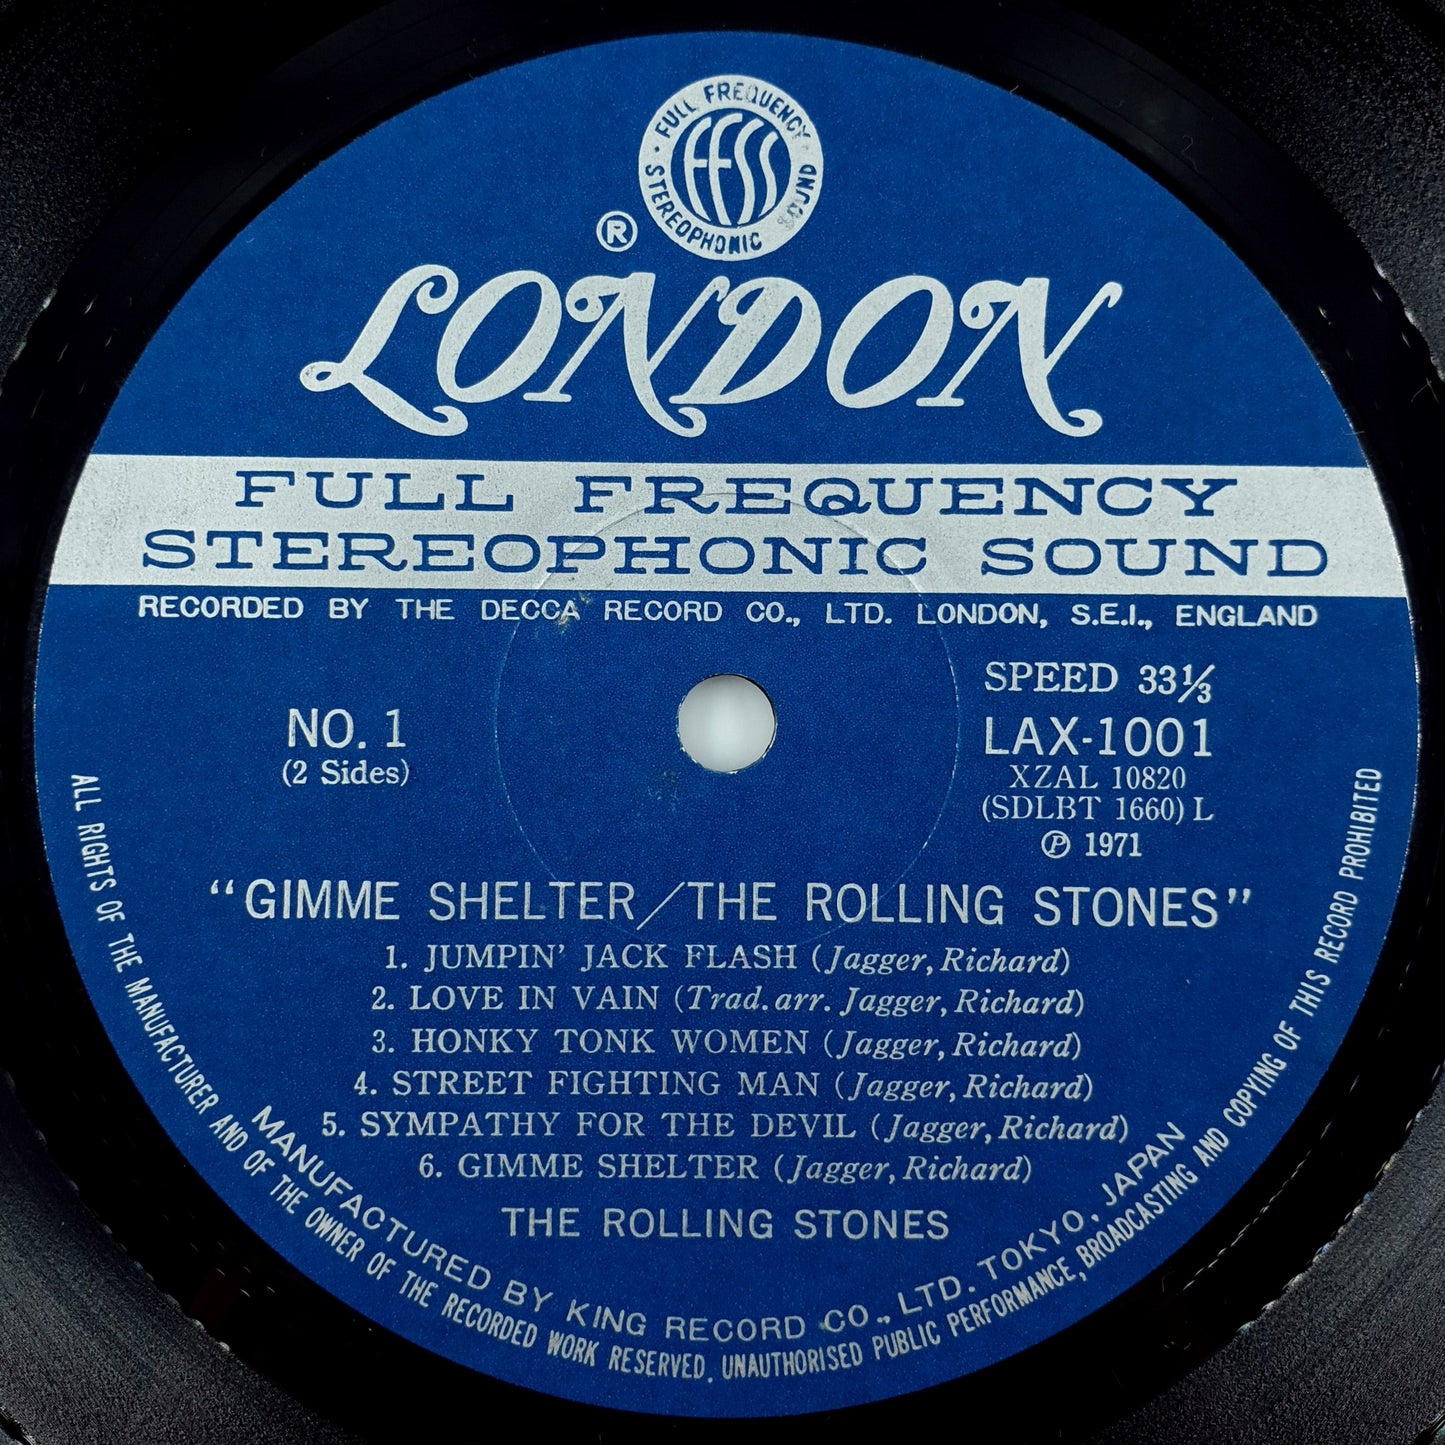 FULL FREQUENCY
STEREOPHONIC SOUND
FFSS
®
LONDON
FULL FREQUENCY
STEREOPHONIC SOUND
RECORDED BY THE DECCA RECORD CO., LTD. LONDON, S.E.I., ENGLAND
SPEED 33⅓
NO. 1
LAX-1001
(2 Sides)
XZAL 10820
(SDLBT 1660) L
Ⓟ 1971
"GIMME SHELTER/THE ROLLING STONES"
1. JUMPIN' JACK FLASH (Jagger, Richard)
2. LOVE IN VAIN (Trad. arr. Jagger, Richard)
3. HONKY TONK WOMEN (Jagger, Richard)
4. STREET FIGHTING MAN (Jagger, Richard)
5. SYMPATHY FOR THE DEVIL (Jagger, Richard)
6. GIMME SHELTER (Jagger, Richard)
THE ROLLING STONES
MANUFACTURED BY KING RECORD CO., LTD. TOKYO, JAPAN
ALL RIGHTS OF THE MANUFACTURER AND OF THE OWNER OF THE RECORDED WORK RESERVED. UNAUTHORISED PUBLIC PERFORMANCE, BROADCASTING AND COPYING OF THIS RECORD PROHIBITED